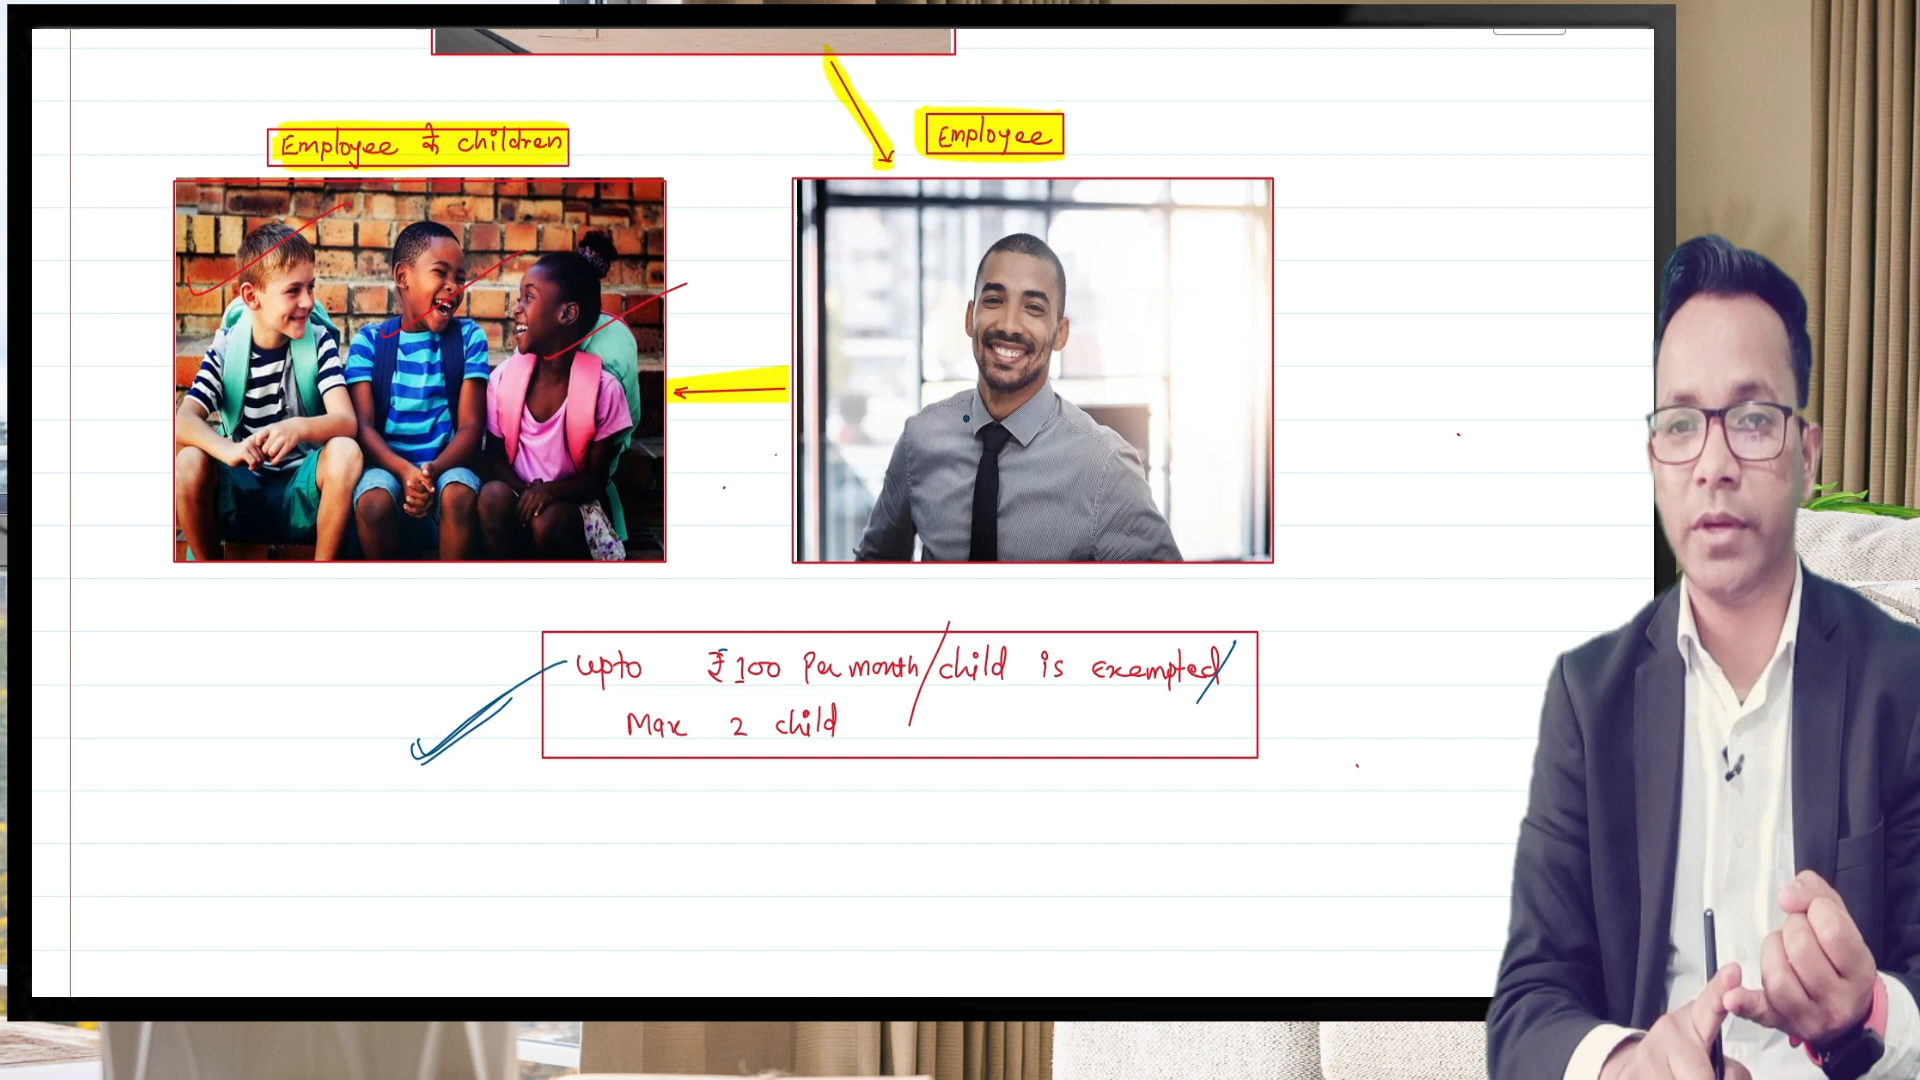 Employee के children
Employee
upto ₹100 Per month/child is exempted
Max 2 child